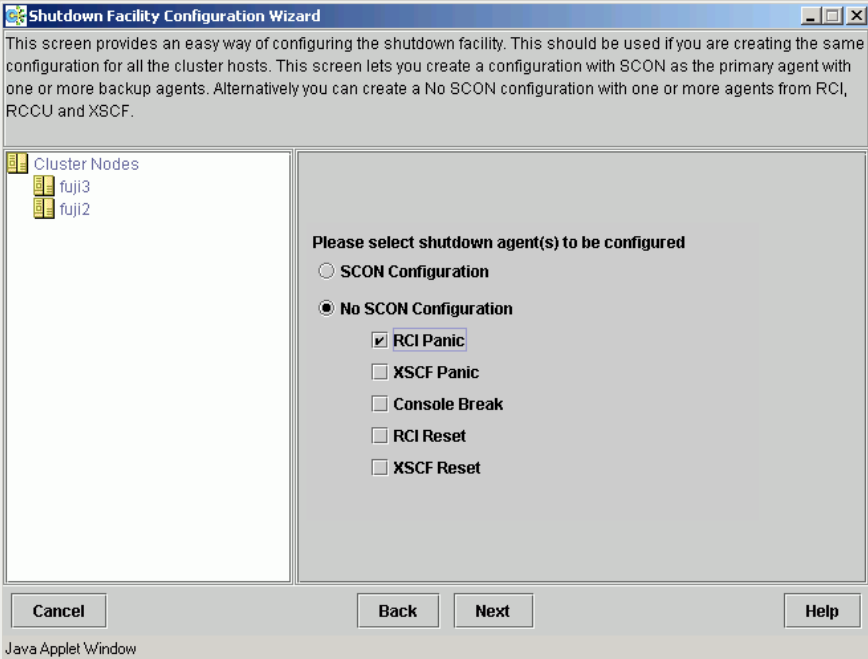 Shutdown Facility Configuration Wizard
This screen provides an easy way of configuring the shutdown facility. This should be used if you are creating the same
configuration for all the cluster hosts. This screen lets you create a configuration with SCON as the primary agent with
one or more backup agents. Alternatively you can create a No SCON configuration with one or more agents from RCI,
RCCU and XSCF.
Cluster Nodes
fuji3
fuji2
Please select shutdown agent(s) to be configured
SCON Configuration
No SCON Configuration
RCI Panic
XSCF Panic
Console Break
RCI Reset
XSCF Reset
Cancel
Back
Next
Help
Java Applet Window